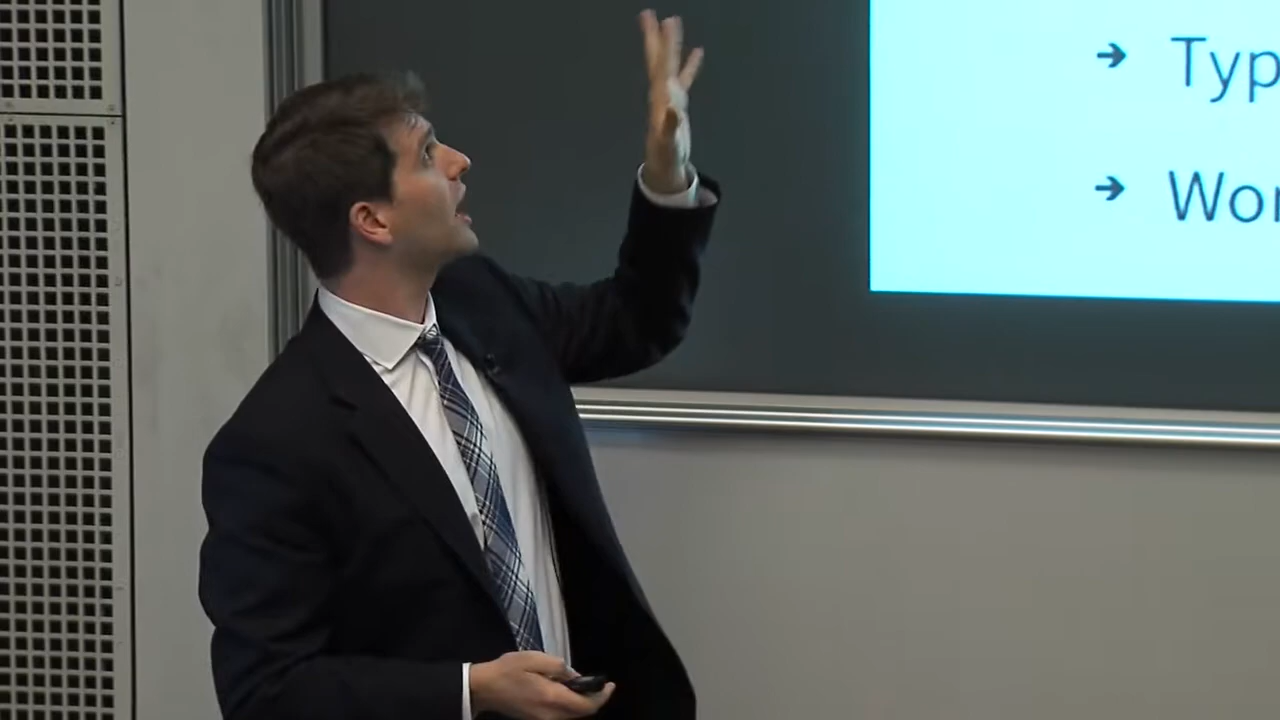 → Typ
→ Wor